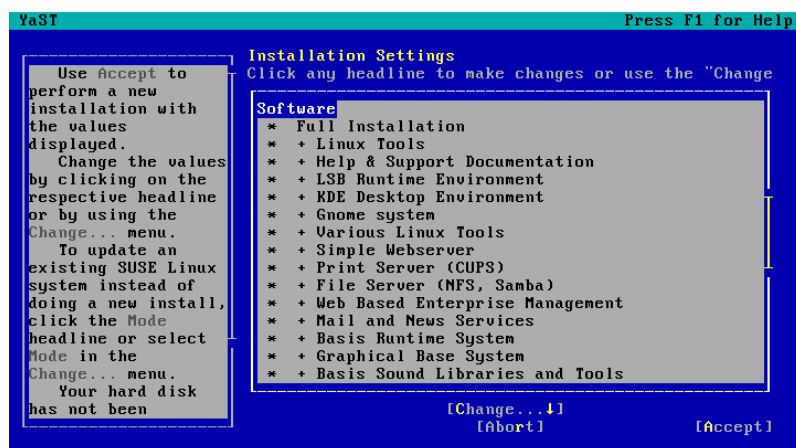 YaST Press F1 for Help
Installation Settings
Click any headline to make changes or use the "Change
Use Accept to
perform a new
installation with
the values
displayed.
Change the values
by clicking on the
respective headline
or by using the
Change... menu.
To update an
existing SUSE Linux
system instead of
doing a new install,
click the Mode
headline or select
Mode in the
Change... menu.
Your hard disk
has not been
Software
* Full Installation
* + Linux Tools
* + Help & Support Documentation
* + LSB Runtime Environment
* + KDE Desktop Environment
* + Gnome system
* + Various Linux Tools
* + Simple Webserver
* + Print Server (CUPS)
* + File Server (NFS, Samba)
* + Web Based Enterprise Management
* + Mail and News Services
* + Basis Runtime System
* + Graphical Base System
* + Basis Sound Libraries and Tools
[Change...↓]
[Abort] [Accept]